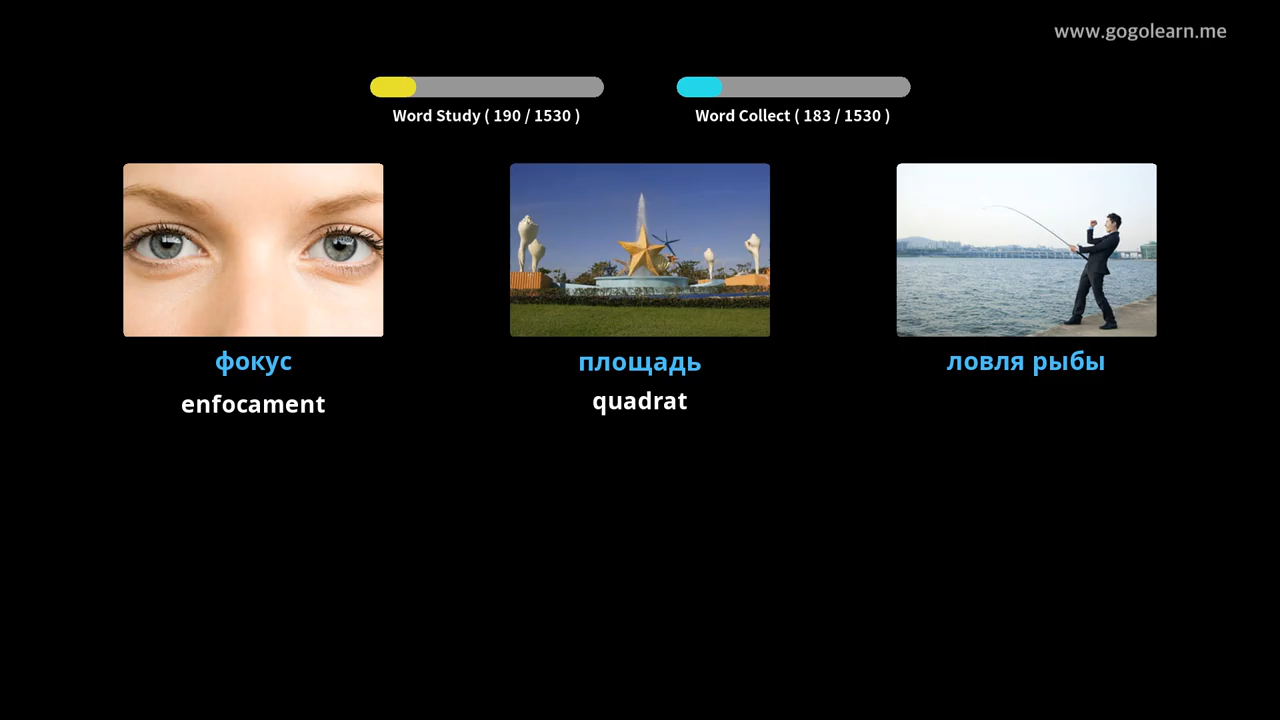 www.gogolearn.me
Word Study ( 190 / 1530 )
Word Collect ( 183 / 1530 )
фокус
площадь
ловля рыбы
enfocament
quadrat